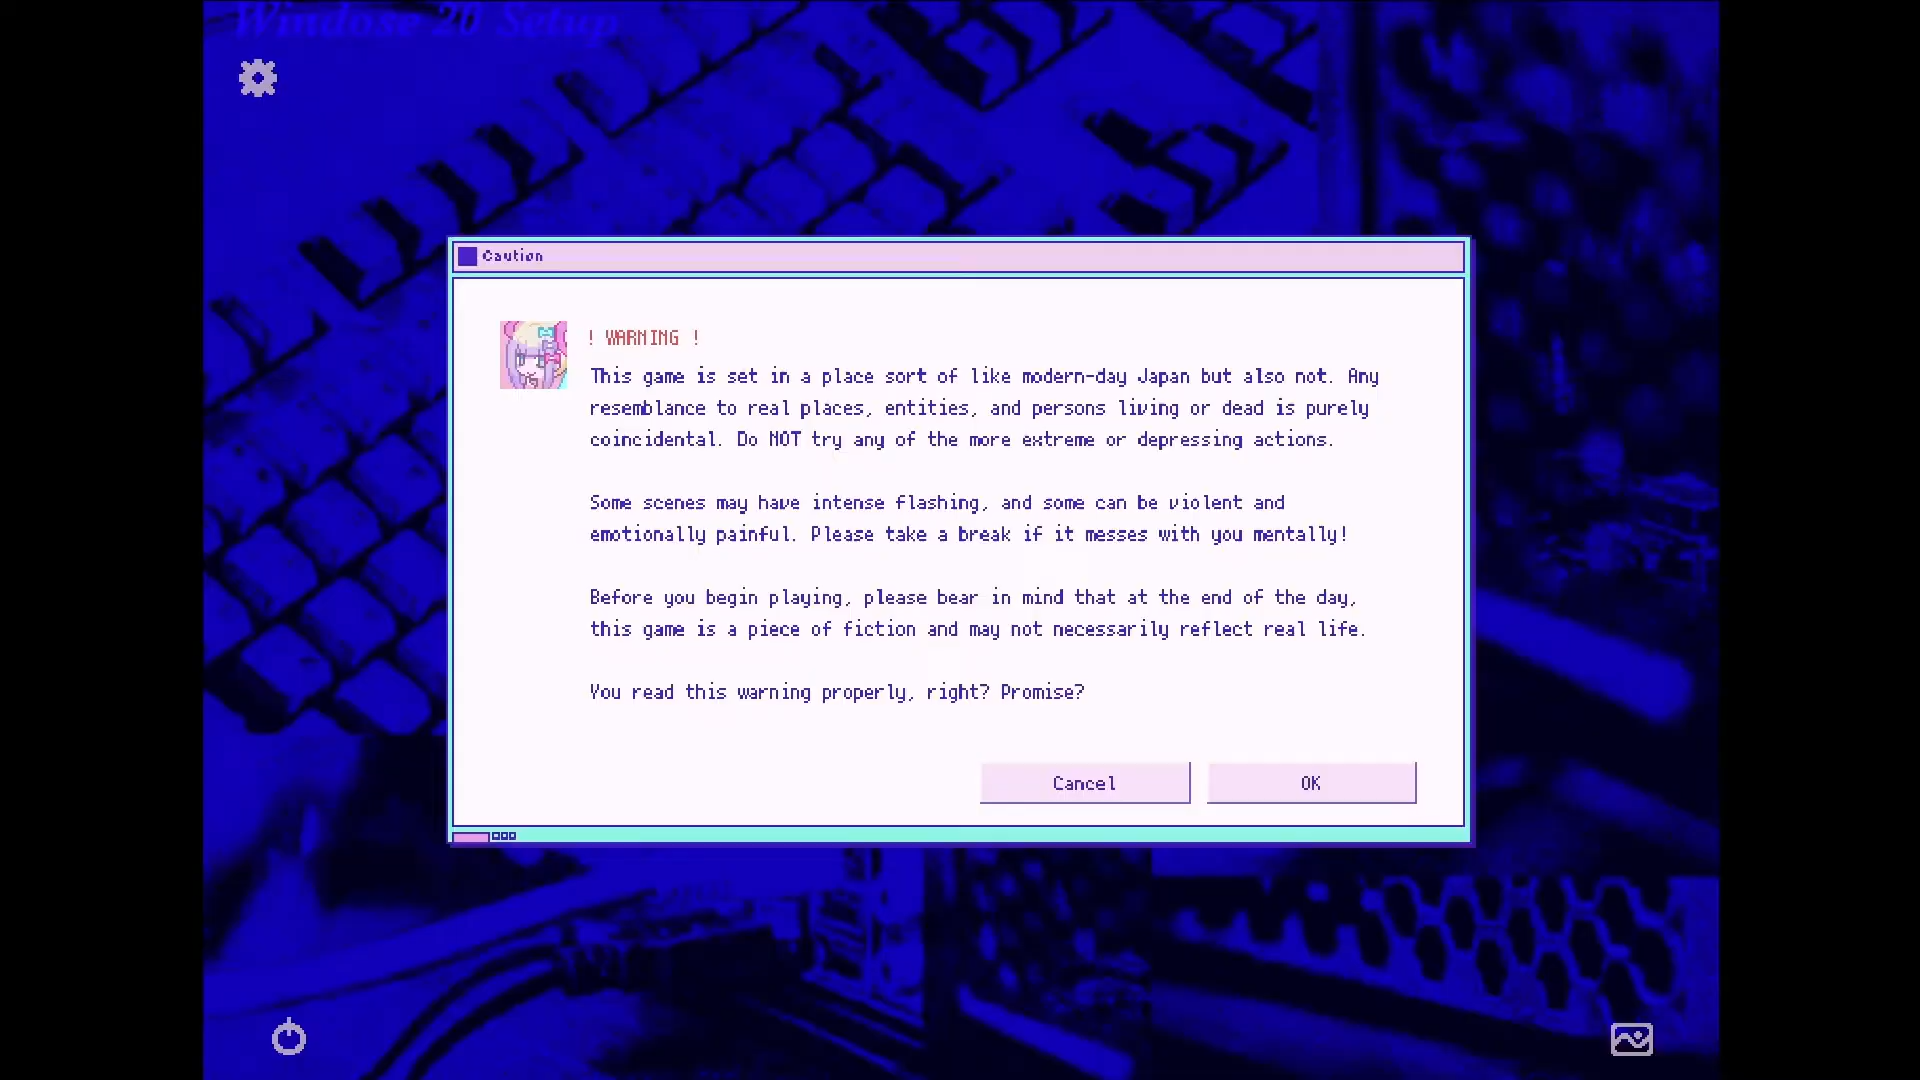 Windose 20 Setup
Caution
! WARNING !
This game is set in a place sort of like modern-day Japan but also not. Any
resemblance to real places, entities, and persons living or dead is purely
coincidental. Do NOT try any of the more extreme or depressing actions.
Some scenes may have intense flashing, and some can be violent and
emotionally painful. Please take a break if it messes with you mentally!
Before you begin playing, please bear in mind that at the end of the day,
this game is a piece of fiction and may not necessarily reflect real life.
You read this warning properly, right? Promise?
Cancel
OK